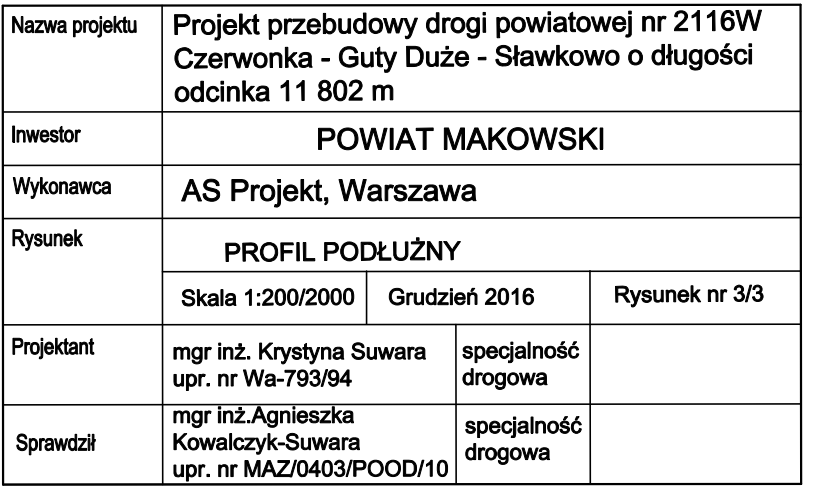 Nazwa projektu
Projekt przebudowy drogi powiatowej nr 2116W
Czerwonka - Guty Duże - Sławkowo o długości
odcinka 11 802 m
Inwestor
POWIAT MAKOWSKI
Wykonawca
AS Projekt, Warszawa
Rysunek
PROFIL PODŁUŻNY
Skala 1:200/2000
Grudzień 2016
Rysunek nr 3/3
Projektant
mgr inż. Krystyna Suwara
upr. nr Wa-793/94
specjalność
drogowa
Sprawdził
mgr inż.Agnieszka
Kowalczyk-Suwara
upr. nr MAZ/0403/POOD/10
specjalność
drogowa